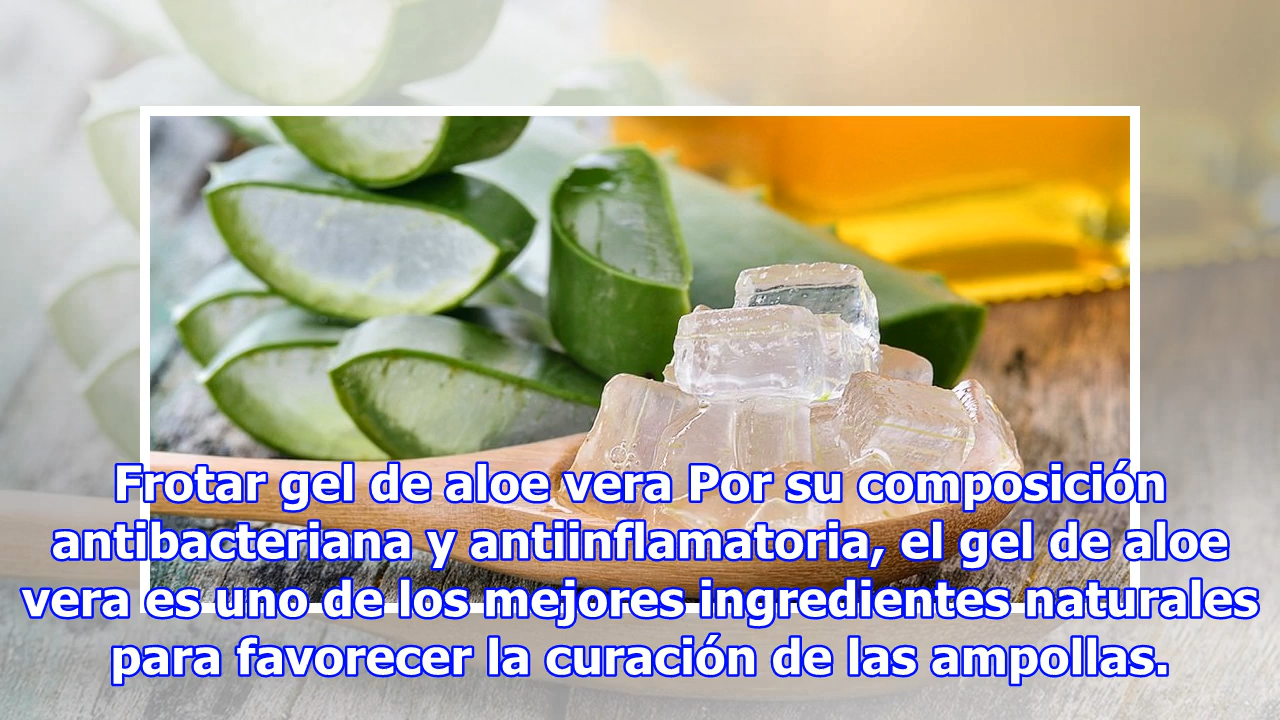 Frotar gel de aloe vera Por su composición
antibacteriana y antiinflamatoria, el gel de aloe
vera es uno de los mejores ingredientes naturales
para favorecer la curación de las ampollas.